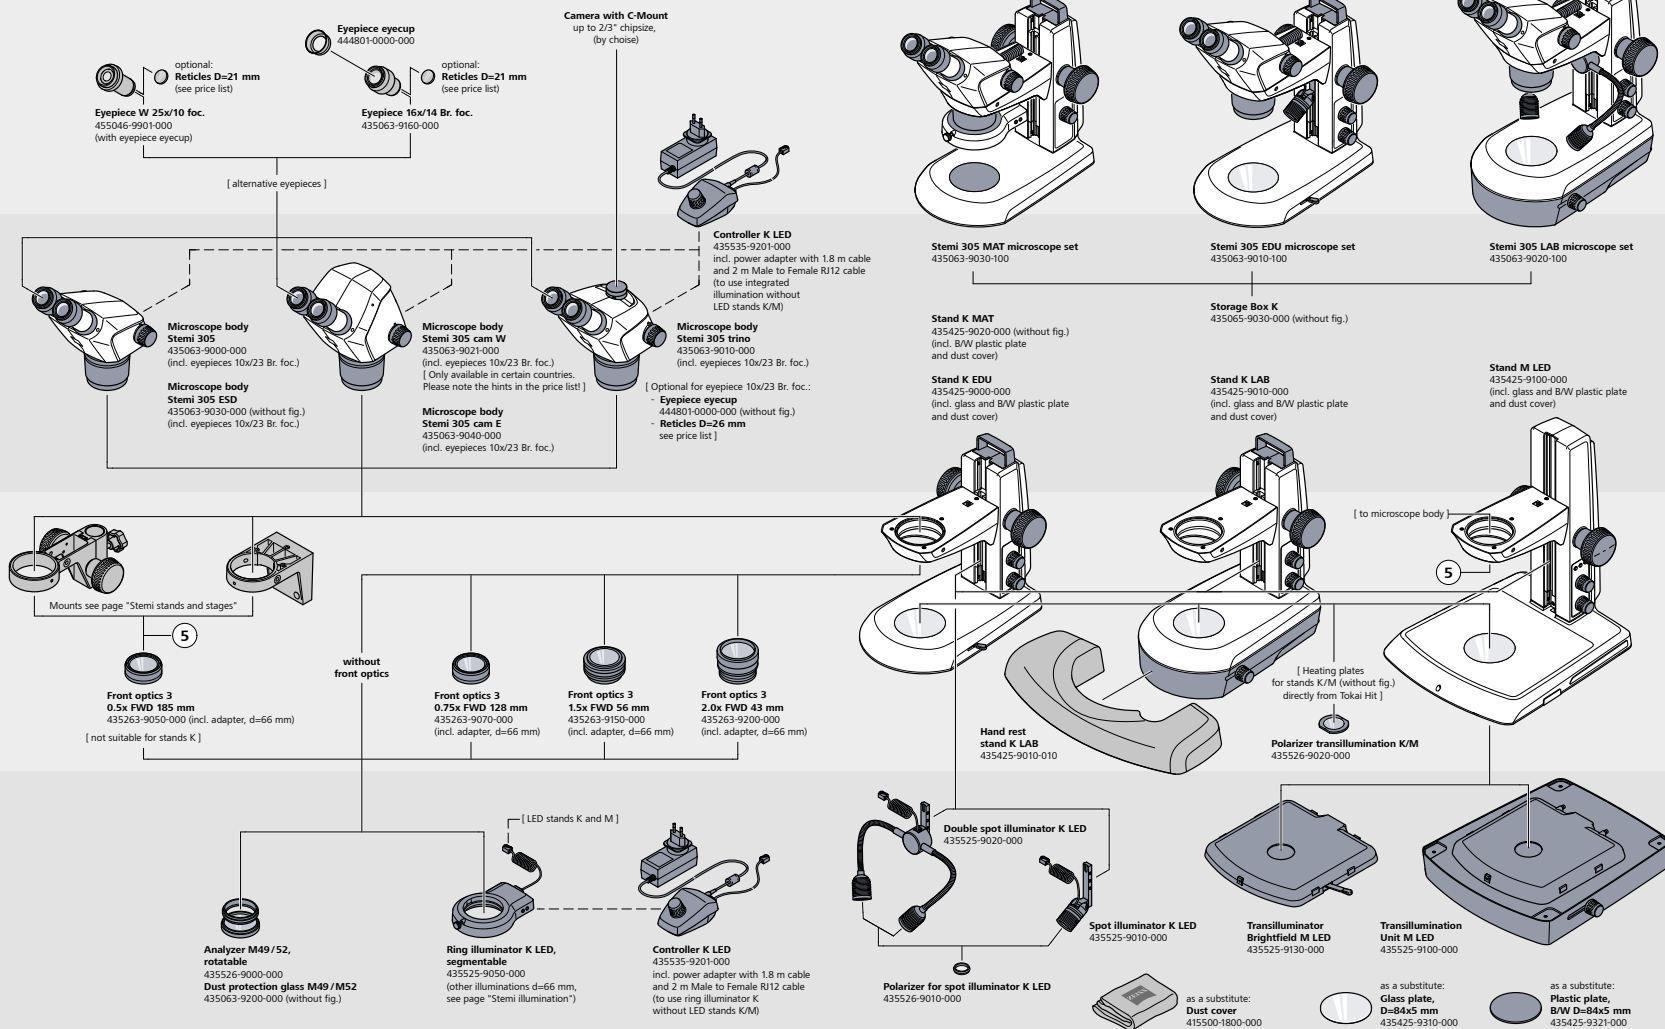 Camera with C-Mount
up to 2/3" chipsize,
(by choise)
Eyepiece eyecup
444801-0000-000
optional:
Reticles D=21 mm
(see price list)
optional:
Reticles D=21 mm
(see price list)
Eyepiece W 25x/10 foc.
455046-9901-000
(with eyepiece eyecup)
Eyepiece 16x/14 Br. foc.
435063-9160-000
[ alternative eyepieces ]
Controller K LED
435535-9201-000
incl. power adapter with 1.8 m cable
and 2 m Male to Female RJ12 cable
(to use integrated
illumination without
LED stands K/M)
Stemi 305 MAT microscope set
435063-9030-100
Stemi 305 EDU microscope set
435063-9010-100
Stemi 305 LAB microscope set
435063-9020-100
Storage Box K
435065-9030-000 (without fig.)
Microscope body
Stemi 305
435063-9000-000
(incl. eyepieces 10x/23 Br. foc.)
Microscope body
Stemi 305 ESD
435063-9030-000 (without fig.)
(incl. eyepieces 10x/23 Br. foc.)
Microscope body
Stemi 305 cam W
435063-9021-000
(incl. eyepieces 10x/23 Br. foc.)
[ Only available in certain countries.
Please note the hints in the price list! ]
Microscope body
Stemi 305 cam E
435063-9040-000
(incl. eyepieces 10x/23 Br. foc.)
Microscope body
Stemi 305 trino
435063-9010-000
(incl. eyepieces 10x/23 Br. foc.)
[ Optional for eyepiece 10x/23 Br. foc.:
- Eyepiece eyecup
444801-0000-000 (without fig.)
- Reticles D=26 mm
see price list ]
Stand K MAT
435425-9020-000 (without fig.)
(incl. B/W plastic plate
and dust cover)
Stand K EDU
435425-9000-000
(incl. glass and B/W plastic plate
and dust cover)
Stand K LAB
435425-9010-000
(incl. glass and B/W plastic plate
and dust cover)
Stand M LED
435425-9100-000
(incl. glass and B/W plastic plate
and dust cover)
[ to microscope body ]
5
Mounts see page "Stemi stands and stages"
5
without
front optics
Front optics 3
0.5x FWD 185 mm
435263-9050-000 (incl. adapter, d=66 mm)
[ not suitable for stands K ]
Front optics 3
0.75x FWD 128 mm
435263-9070-000
(incl. adapter, d=66 mm)
Front optics 3
1.5x FWD 56 mm
435263-9150-000
(incl. adapter, d=66 mm)
Front optics 3
2.0x FWD 43 mm
435263-9200-000
(incl. adapter, d=66 mm)
Hand rest
stand K LAB
435425-9010-010
[ Heating plates
for stands K/M (without fig.)
directly from Tokai Hit ]
Polarizer transillumination K/M
435526-9020-000
[ LED stands K and M ]
Double spot illuminator K LED
435525-9020-000
Analyzer M49/52,
rotatable
435526-9000-000
Dust protection glass M49/M52
435063-9200-000 (without fig.)
Ring illuminator K LED,
segmentable
435525-9050-000
(other illuminations d=66 mm,
see page "Stemi illumination")
Controller K LED
435535-9201-000
incl. power adapter with 1.8 m cable
and 2 m Male to Female RJ12 cable
(to use ring illuminator K
without LED stands K/M)
Polarizer for spot illuminator K LED
435526-9010-000
Spot illuminator K LED
435525-9010-000
Transilluminator
Brightfield M LED
435525-9130-000
Transillumination
Unit M LED
435525-9100-000
ZEISS
as a substitute:
Dust cover
415500-1800-000
as a substitute:
Glass plate,
D=84x5 mm
435425-9310-000
as a substitute:
Plastic plate,
B/W D=84x5 mm
435425-9321-000